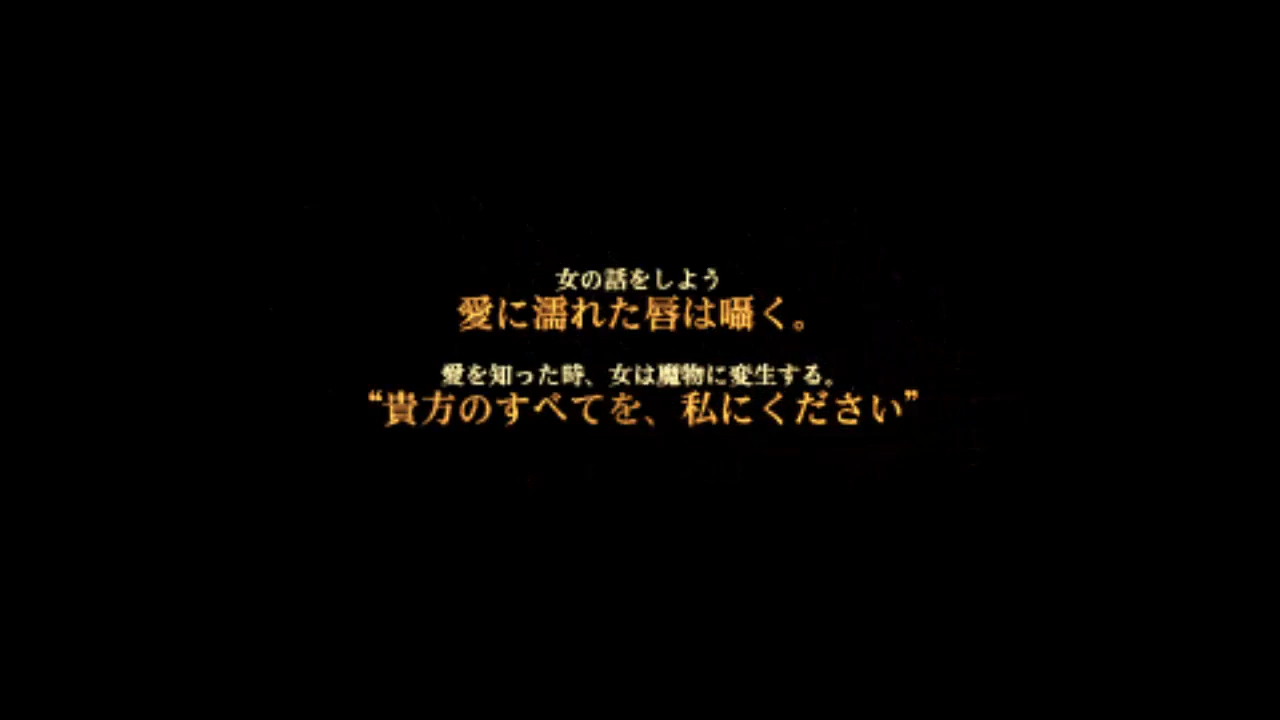 女の話をしよう
愛に濡れた唇は囁く。
愛を知った時、女は魔物に変生する。
“貴方のすべてを、私にください”